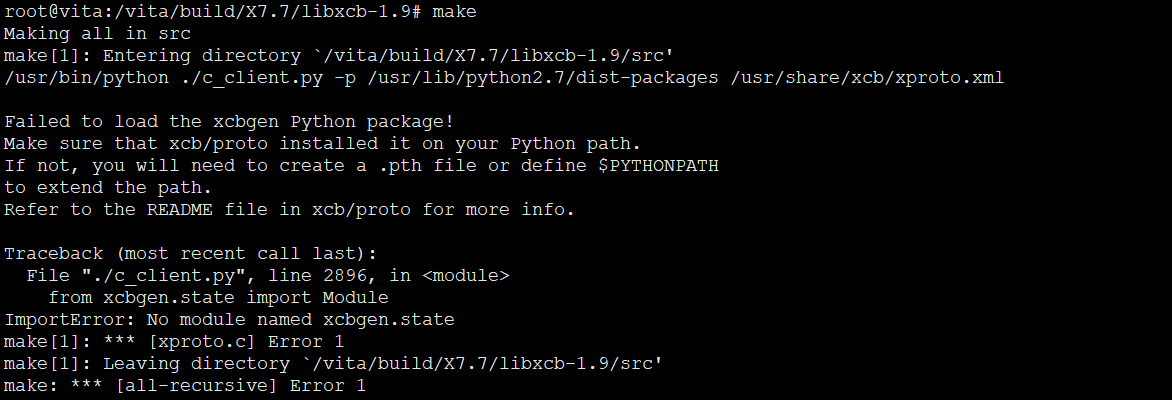 root@vita:/vita/build/X7.7/libxcb-1.9# make
Making all in src
make[1]: Entering directory `/vita/build/X7.7/libxcb-1.9/src'
/usr/bin/python ./c_client.py -p /usr/lib/python2.7/dist-packages /usr/share/xcb/xproto.xml

Failed to load the xcbgen Python package!
Make sure that xcb/proto installed it on your Python path.
If not, you will need to create a .pth file or define $PYTHONPATH
to extend the path.
Refer to the README file in xcb/proto for more info.

Traceback (most recent call last):
  File "./c_client.py", line 2896, in <module>
    from xcbgen.state import Module
ImportError: No module named xcbgen.state
make[1]: *** [xproto.c] Error 1
make[1]: Leaving directory `/vita/build/X7.7/libxcb-1.9/src'
make: *** [all-recursive] Error 1